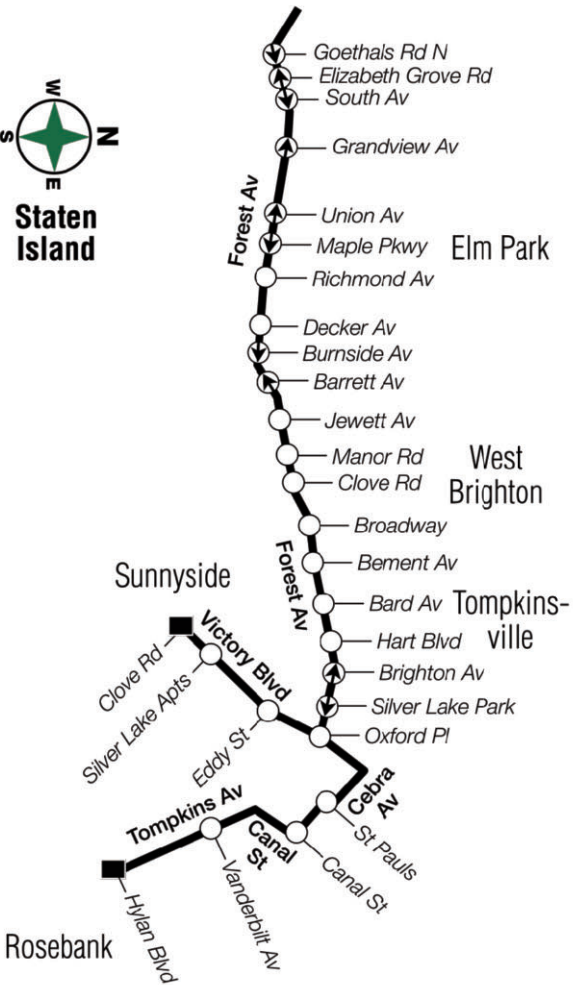 Goethals Rd N
Elizabeth Grove Rd
South Av
W
N
S
E
Staten
Island
Grandview Av
Forest Av
Union Av
Maple Pkwy
Elm Park
Richmond Av
Decker Av
Burnside Av
Barrett Av
Jewett Av
Manor Rd
West
Brighton
Clove Rd
Broadway
Forest Av
Bement Av
Sunnyside
Bard Av
Tompkins-
ville
Hart Blvd
Victory Blvd
Clove Rd
Brighton Av
Silver Lake Apts
Silver Lake Park
Eddy St
Oxford Pl
Cebra
Av
Tompkins Av
Canal
St
St Pauls
Canal St
Vanderbilt Av
Hylan Blvd
Rosebank